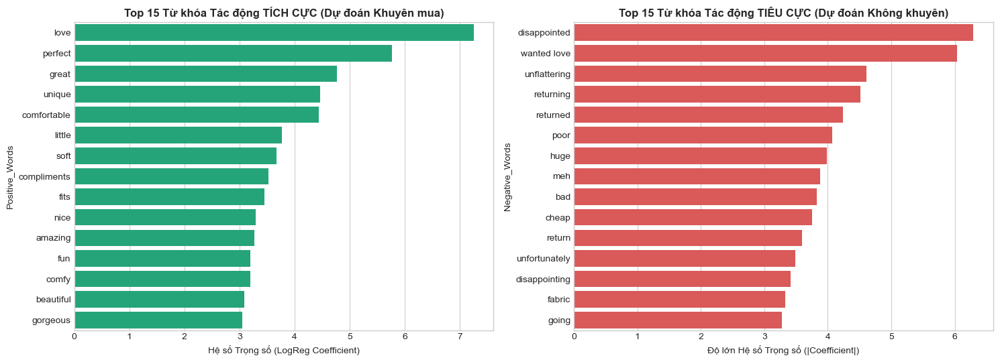 Top 15 Từ khóa Tác động TÍCH CỰC (Dự đoán Khuyên mua)
Positive_Words
love
perfect
great
unique
comfortable
little
soft
compliments
fits
nice
amazing
fun
comfy
beautiful
gorgeous
0 1 2 3 4 5 6 7
Hệ số Trọng số (LogReg Coefficient)
Top 15 Từ khóa Tác động TIÊU CỰC (Dự đoán Không khuyên)
Negative_Words
disappointed
wanted love
unflattering
returning
returned
poor
huge
meh
bad
cheap
return
unfortunately
disappointing
fabric
going
0 1 2 3 4 5 6
Độ lớn Hệ số Trọng số (|Coefficient|)